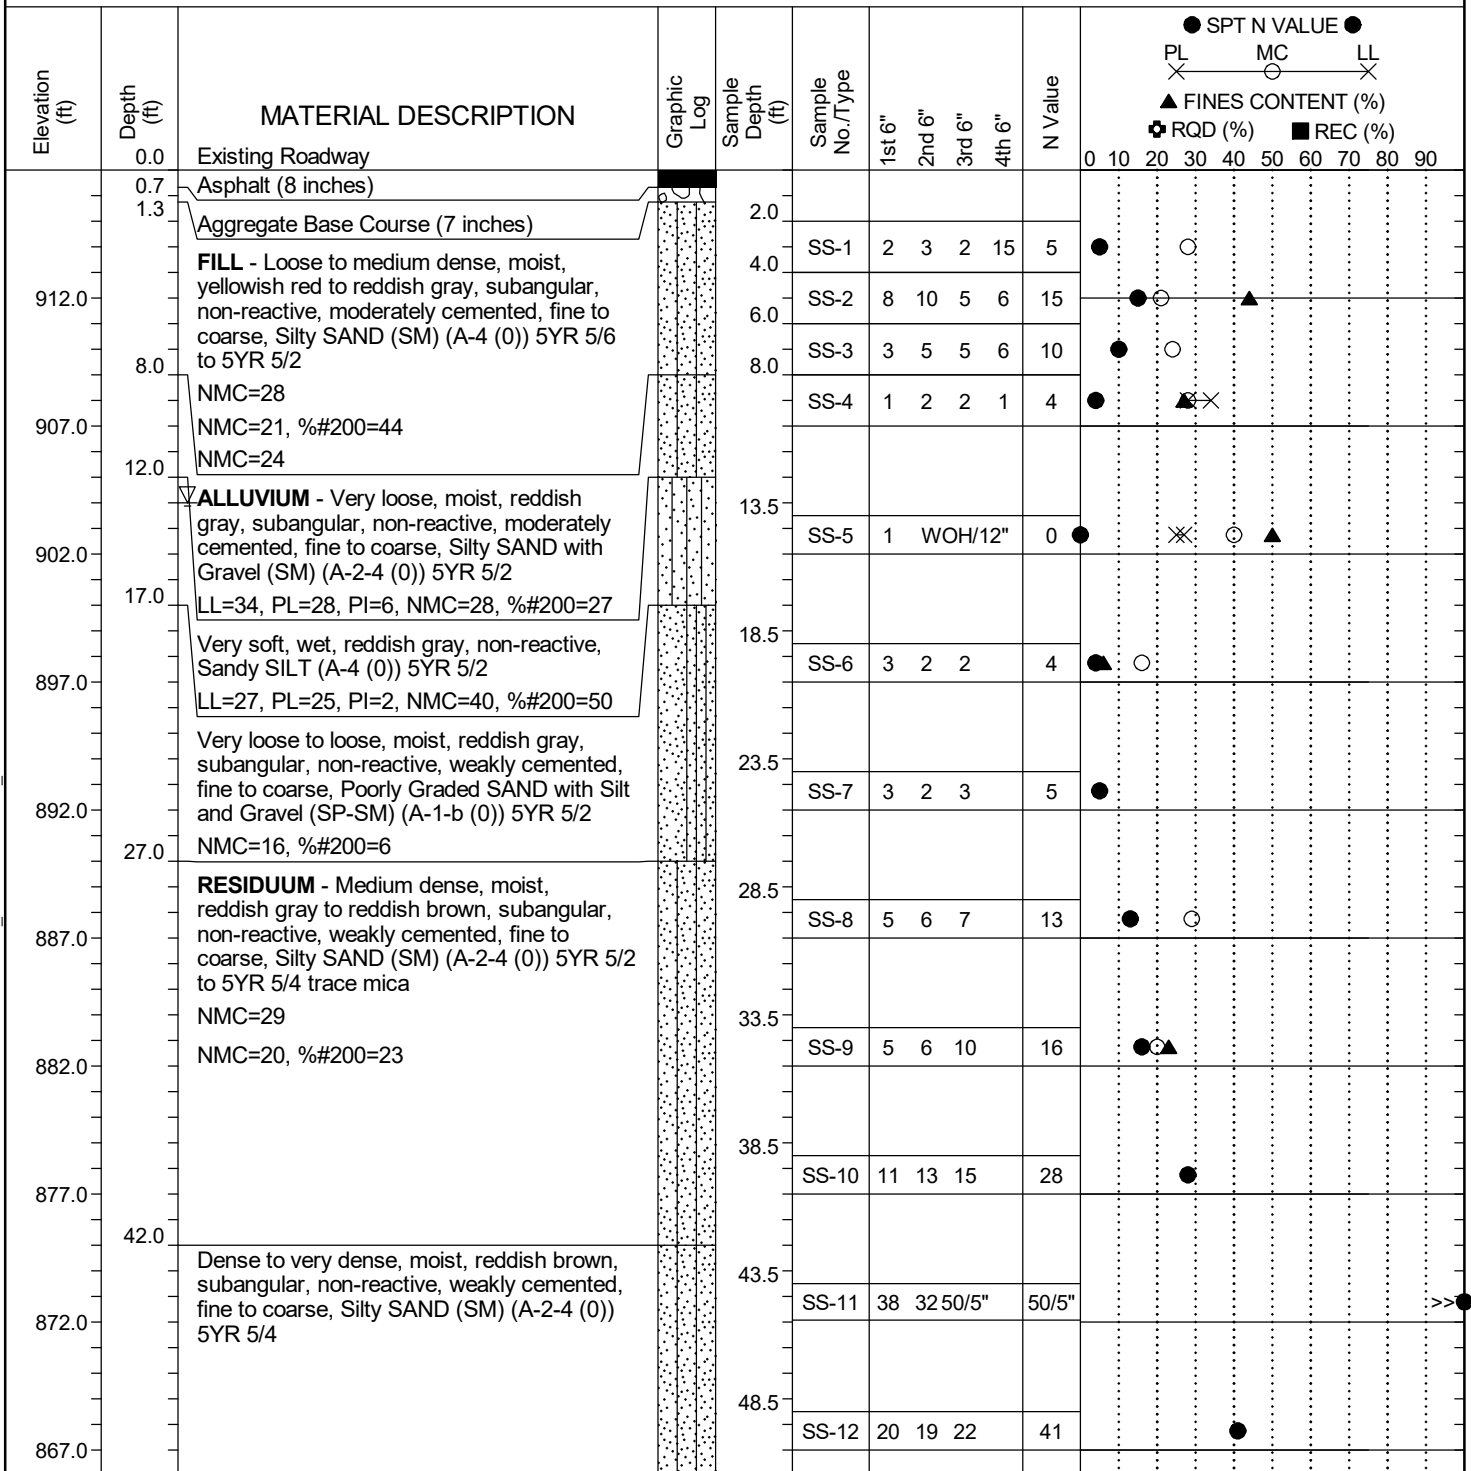 ● SPT N VALUE ●
PL MC LL
▲ FINES CONTENT (%)
RQD (%) ■ REC (%)
Elevation (ft)
Depth (ft)
MATERIAL DESCRIPTION
Graphic Log
Sample Depth (ft)
Sample No./Type
1st 6"
2nd 6"
3rd 6"
4th 6"
N Value
0 10 20 30 40 50 60 70 80 90
0.0 Existing Roadway
0.7 Asphalt (8 inches)
1.3
Aggregate Base Course (7 inches)
FILL - Loose to medium dense, moist,
yellowish red to reddish gray, subangular,
non-reactive, moderately cemented, fine to
coarse, Silty SAND (SM) (A-4 (0)) 5YR 5/6
to 5YR 5/2
8.0
NMC=28
NMC=21, %#200=44
NMC=24
12.0
ALLUVIUM - Very loose, moist, reddish
gray, subangular, non-reactive, moderately
cemented, fine to coarse, Silty SAND with
Gravel (SM) (A-2-4 (0)) 5YR 5/2
17.0
LL=34, PL=28, PI=6, NMC=28, %#200=27
Very soft, wet, reddish gray, non-reactive,
Sandy SILT (A-4 (0)) 5YR 5/2
LL=27, PL=25, PI=2, NMC=40, %#200=50
Very loose to loose, moist, reddish gray,
subangular, non-reactive, weakly cemented,
fine to coarse, Poorly Graded SAND with Silt
and Gravel (SP-SM) (A-1-b (0)) 5YR 5/2
NMC=16, %#200=6
27.0
RESIDUUM - Medium dense, moist,
reddish gray to reddish brown, subangular,
non-reactive, weakly cemented, fine to
coarse, Silty SAND (SM) (A-2-4 (0)) 5YR 5/2
to 5YR 5/4 trace mica
NMC=29
NMC=20, %#200=23
42.0
Dense to very dense, moist, reddish brown,
subangular, non-reactive, weakly cemented,
fine to coarse, Silty SAND (SM) (A-2-4 (0))
5YR 5/4
912.0
907.0
902.0
897.0
892.0
887.0
882.0
877.0
872.0
867.0
2.0
SS-1 2 3 2 15 5
4.0
SS-2 8 10 5 6 15
6.0
SS-3 3 5 5 6 10
8.0
SS-4 1 2 2 1 4
13.5
SS-5 1 WOH/12" 0
18.5
SS-6 3 2 2 4
23.5
SS-7 3 2 3 5
28.5
SS-8 5 6 7 13
33.5
SS-9 5 6 10 16
38.5
SS-10 11 13 15 28
43.5
SS-11 38 32 50/5" 50/5" >>
48.5
SS-12 20 19 22 41